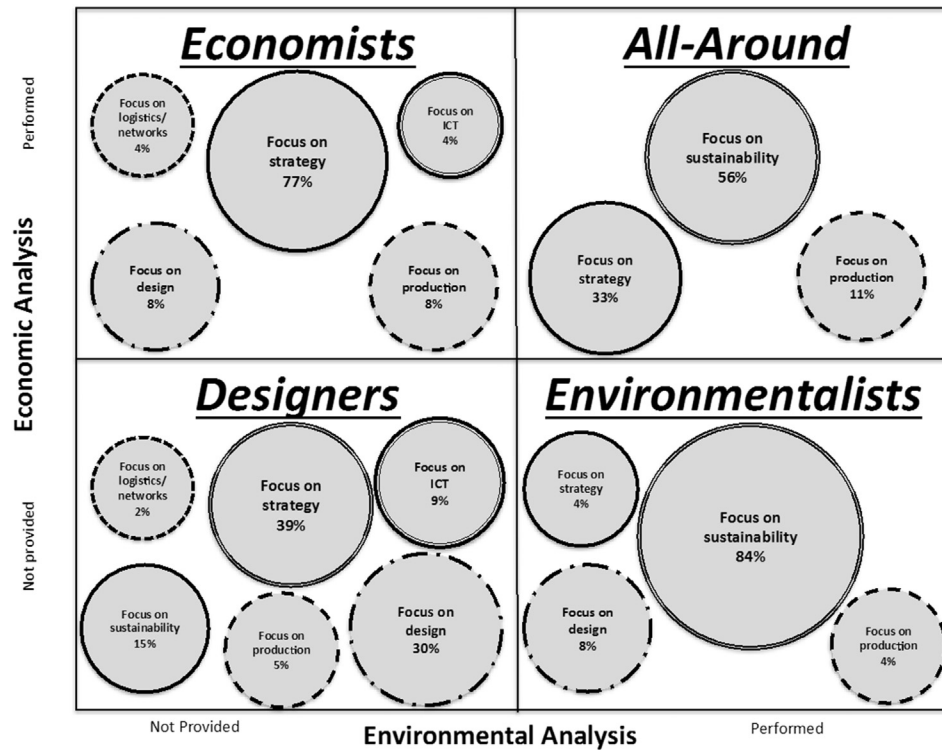 Economists
Focus on
logistics/
networks
4%
Focus on
strategy
77%
Focus on
ICT
4%
Focus on
design
8%
Focus on
production
8%
All-Around
Focus on
sustainability
56%
Focus on
strategy
33%
Focus on
production
11%
Performed
Economic Analysis
Not provided
Designers
Focus on
logistics/
networks
2%
Focus on
strategy
39%
Focus on
ICT
9%
Focus on
sustainability
15%
Focus on
production
5%
Focus on
design
30%
Environmentalists
Focus on
strategy
4%
Focus on
sustainability
84%
Focus on
design
8%
Focus on
production
4%
Not Provided
Environmental Analysis
Performed